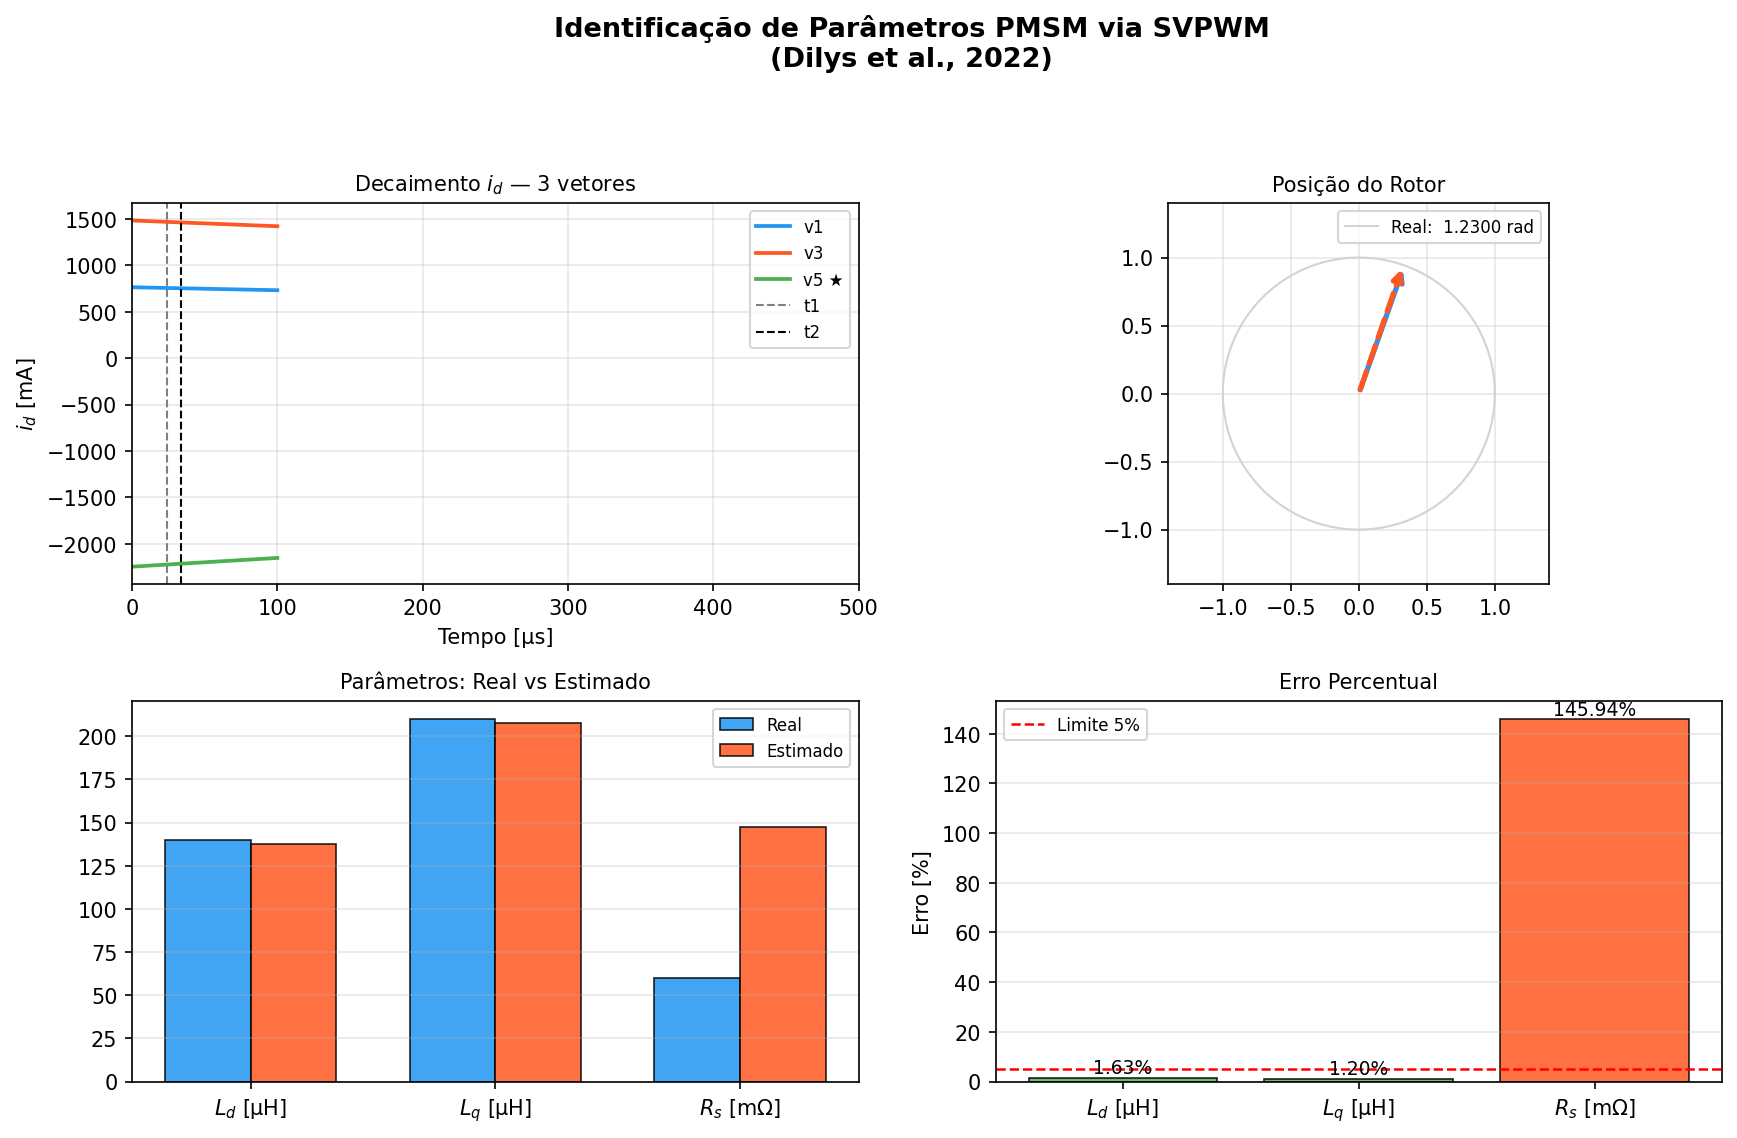 Identificação de Parâmetros PMSM via SVPWM
(Dilys et al., 2022)
Decaimento i_d — 3 vetores
1500
1000
500
0
−500
−1000
−1500
−2000
i_d [mA]
0 100 200 300 400 500
Tempo [µs]
v1
v3
v5 ★
t1
t2
Posição do Rotor
Real: 1.2300 rad
1.0
0.5
0.0
−0.5
−1.0
−1.0 −0.5 0.0 0.5 1.0
Parâmetros: Real vs Estimado
Real
Estimado
200
175
150
125
100
75
50
25
0
L_d [µH] L_q [µH] R_s [mΩ]
Erro Percentual
Limite 5%
145.94%
140
120
100
80
60
40
20
0
Erro [%]
1.63% 1.20%
L_d [µH] L_q [µH] R_s [mΩ]